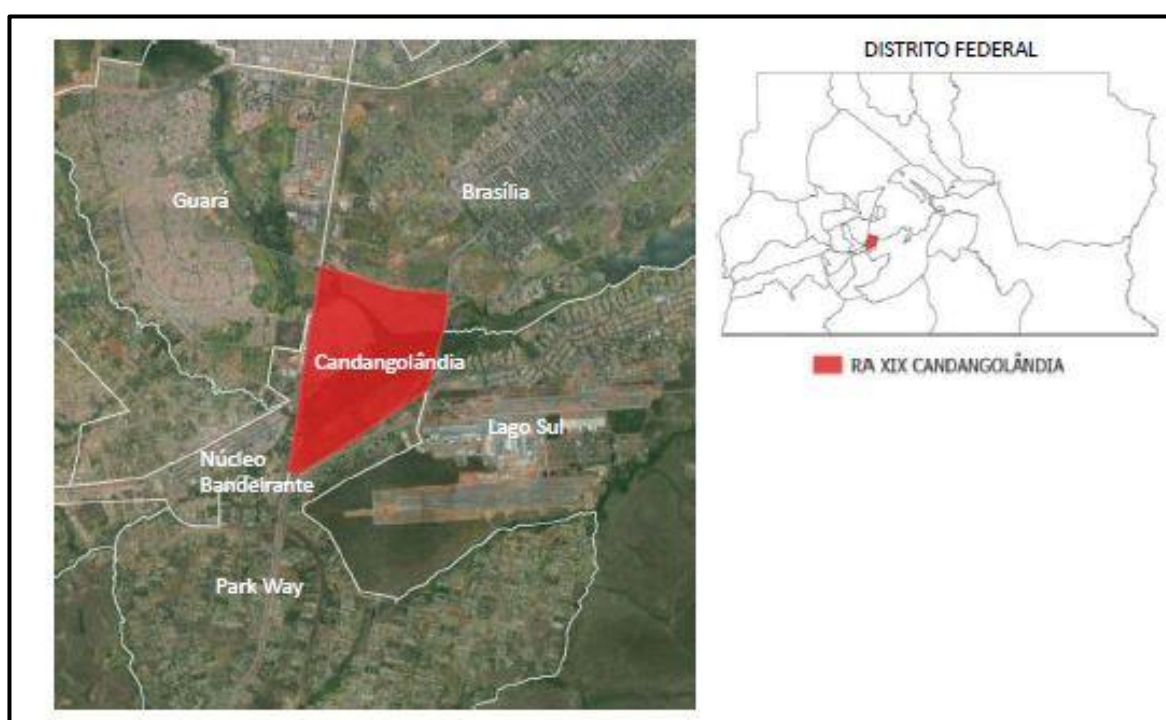 DISTRITO FEDERAL
Guará
Brasília
Candangolândia
RA XIX CANDANGOLÂNDIA
Lago Sul
Núcleo
Bandeirante
Park Way